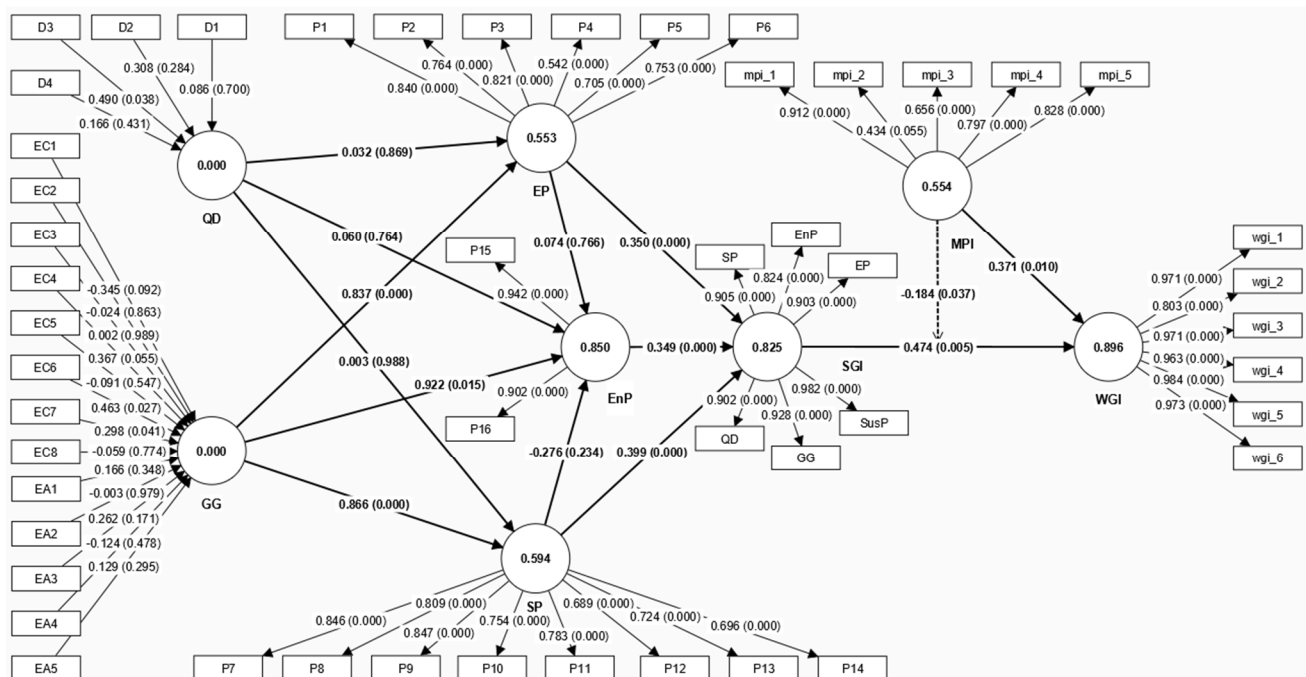 D3
D2
D1
P1
P2
P3
P4
P5
P6
D4
0.308 (0.284)
0.086 (0.700)
0.490 (0.038)
0.166 (0.431)
0.764 (0.000)
0.542 (0.000)
0.753 (0.000)
0.840 (0.000)
0.821 (0.000)
0.705 (0.000)
mpi_1
mpi_2
mpi_3
mpi_4
mpi_5
0.912 (0.000)
0.434 (0.055)
0.656 (0.000)
0.797 (0.000)
0.828 (0.000)
EC1
EC2
EC3
EC4
EC5
EC6
EC7
EC8
EA1
EA2
EA3
EA4
EA5
0.000
QD
0.032 (0.869)
0.553
EP
0.554
MPI
0.060 (0.764)
0.074 (0.766)
0.350 (0.000)
0.837 (0.000)
0.003 (0.988)
P15
0.942 (0.000)
SP
EnP
EP
0.824 (0.000)
0.905 (0.000)
0.903 (0.000)
-0.184 (0.037)
0.371 (0.010)
wgi_1
wgi_2
wgi_3
wgi_4
wgi_5
wgi_6
0.971 (0.000)
0.803 (0.000)
0.971 (0.000)
0.963 (0.000)
0.984 (0.000)
0.973 (0.000)
-0.345 (0.092)
-0.024 (0.863)
0.002 (0.989)
0.367 (0.055)
-0.091 (0.547)
0.463 (0.027)
0.298 (0.041)
-0.059 (0.774)
0.166 (0.348)
-0.003 (0.979)
0.262 (0.171)
-0.124 (0.478)
0.129 (0.295)
0.850
EnP
0.349 (0.000)
0.825
SGI
0.474 (0.005)
0.896
WGI
0.922 (0.015)
0.902 (0.000)
P16
0.902 (0.000)
0.982 (0.000)
0.928 (0.000)
QD
GG
SusP
0.000
GG
-0.276 (0.234)
0.399 (0.000)
0.866 (0.000)
0.594
SP
0.846 (0.000)
0.809 (0.000)
0.847 (0.000)
0.754 (0.000)
0.783 (0.000)
0.689 (0.000)
0.724 (0.000)
0.696 (0.000)
P7
P8
P9
P10
P11
P12
P13
P14